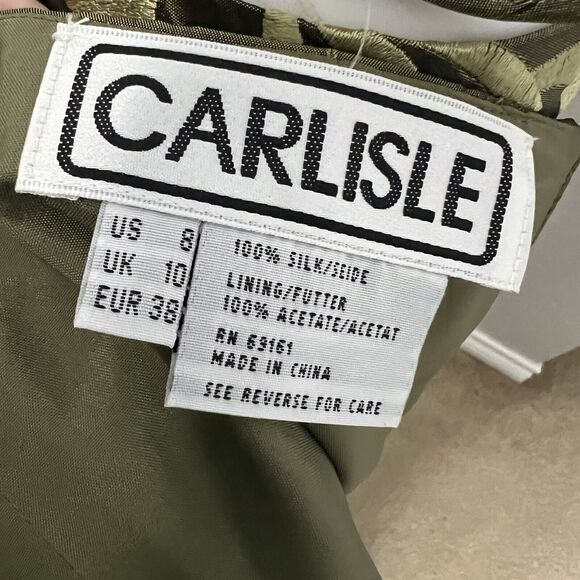 CARLISLE
US 8
UK 10
EUR 38
100% SILK/SEIDE
LINING/FUTTER
100% ACETATE/ACETAT
RN 69161
MADE IN CHINA
SEE REVERSE FOR CARE